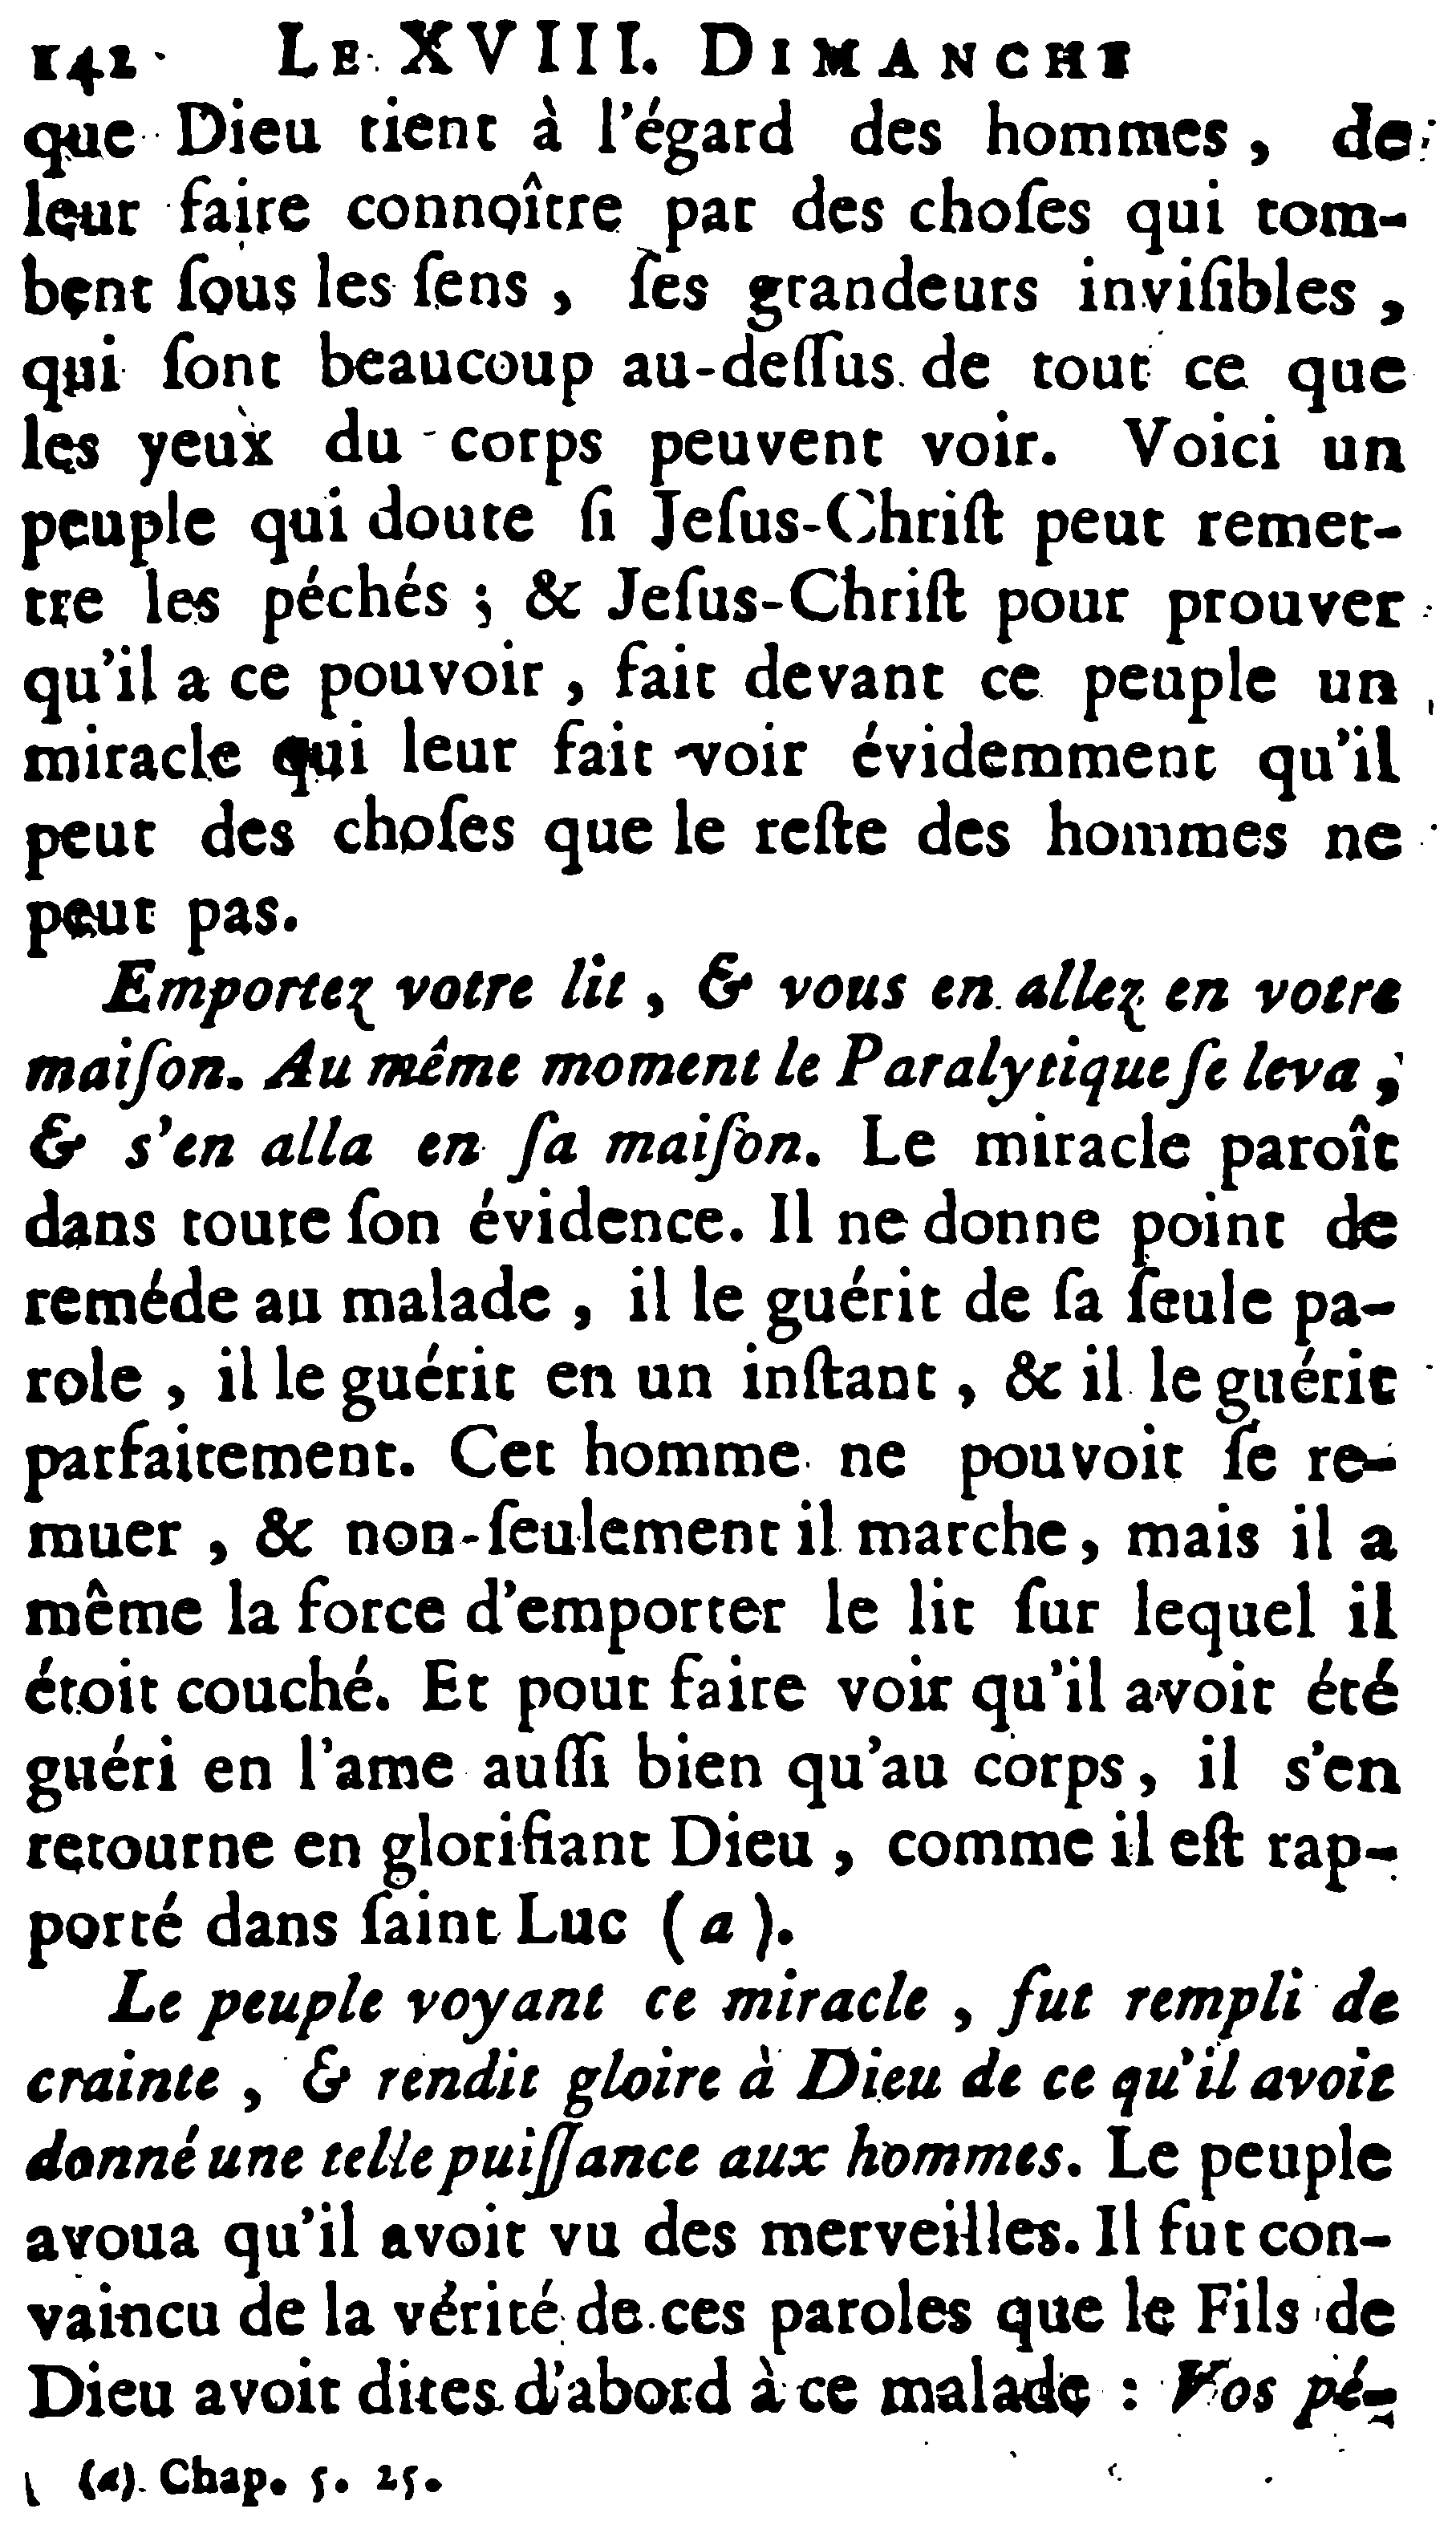 142 LE XVIII. DIMANCHE
que Dieu tient à l'égard des hommes, de
leur faire connoître par des choſes qui tom-
bent ſous les ſens, ſes grandeurs inviſibles,
qui ſont beaucoup au-deſſus de tout ce que
les yeux du corps peuvent voir. Voici un
peuple qui doute ſi Jeſus-Chriſt peut remet-
tre les péchés; & Jeſus-Chriſt pour prouver
qu'il a ce pouvoir, fait devant ce peuple un
miracle qui leur fait voir évidemment qu'il
peut des choſes que le reſte des hommes ne
peut pas.
Emportez votre lit, & vous en allez en votre
maiſon. Au même moment le Paralytique ſe leva,
& s'en alla en ſa maiſon. Le miracle paroît
dans toute ſon évidence. Il ne donne point de
reméde au malade, il le guérit de ſa ſeule pa-
role, il le guérit en un inſtant, & il le guérit
parfaitement. Cet homme ne pouvoit ſe re-
muer, & non-ſeulement il marche, mais il a
même la force d'emporter le lit ſur lequel il
étoit couché. Et pour faire voir qu'il avoit été
guéri en l'ame auſſi bien qu'au corps, il s'en
retourne en glorifiant Dieu, comme il eſt rap-
porté dans ſaint Luc (a).
Le peuple voyant ce miracle, fut rempli de
crainte, & rendit gloire à Dieu de ce qu'il avoit
donné une telle puiſſance aux hommes. Le peuple
avoua qu'il avoit vu des merveilles. Il fut con-
vaincu de la vérité de ces paroles que le Fils de
Dieu avoit dites d'abord à ce malade : Vos pé-
(a) Chap. 5. 25.